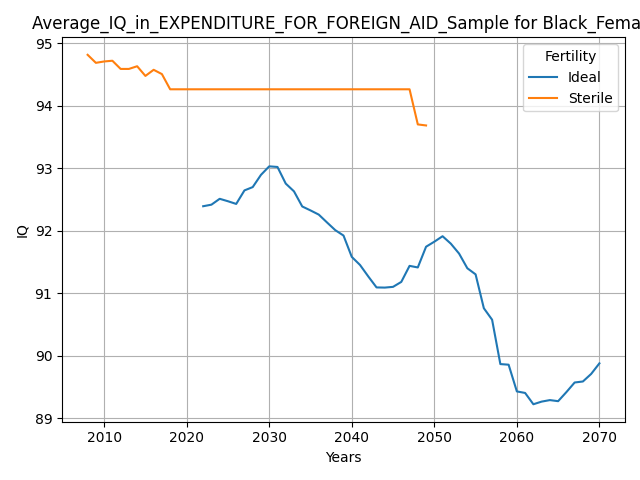 Average_IQ_in_EXPENDITURE_FOR_FOREIGN_AID_Sample for Black_Fema
95
94
93
92
91
90
89
IQ
Fertility
Ideal
Sterile
2010 2020 2030 2040 2050 2060 2070
Years